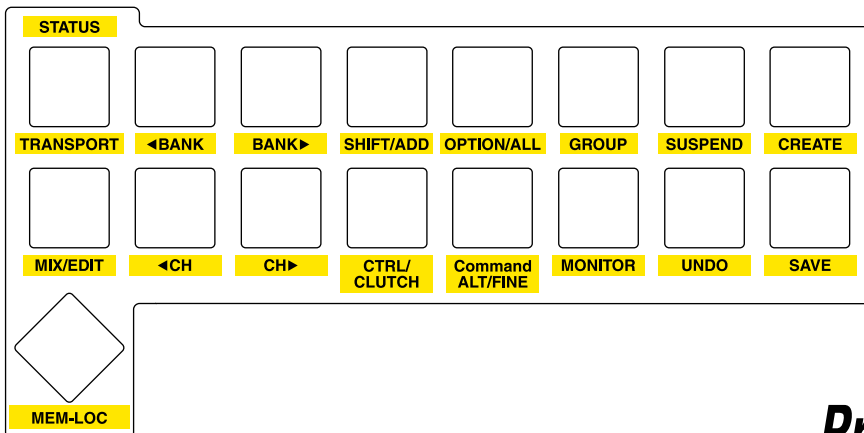 STATUS
TRANSPORT ◄BANK BANK► SHIFT/ADD OPTION/ALL GROUP SUSPEND CREATE
MIX/EDIT ◄CH CH► CTRL/ Command MONITOR UNDO SAVE
CLUTCH ALT/FINE
MEM-LOC